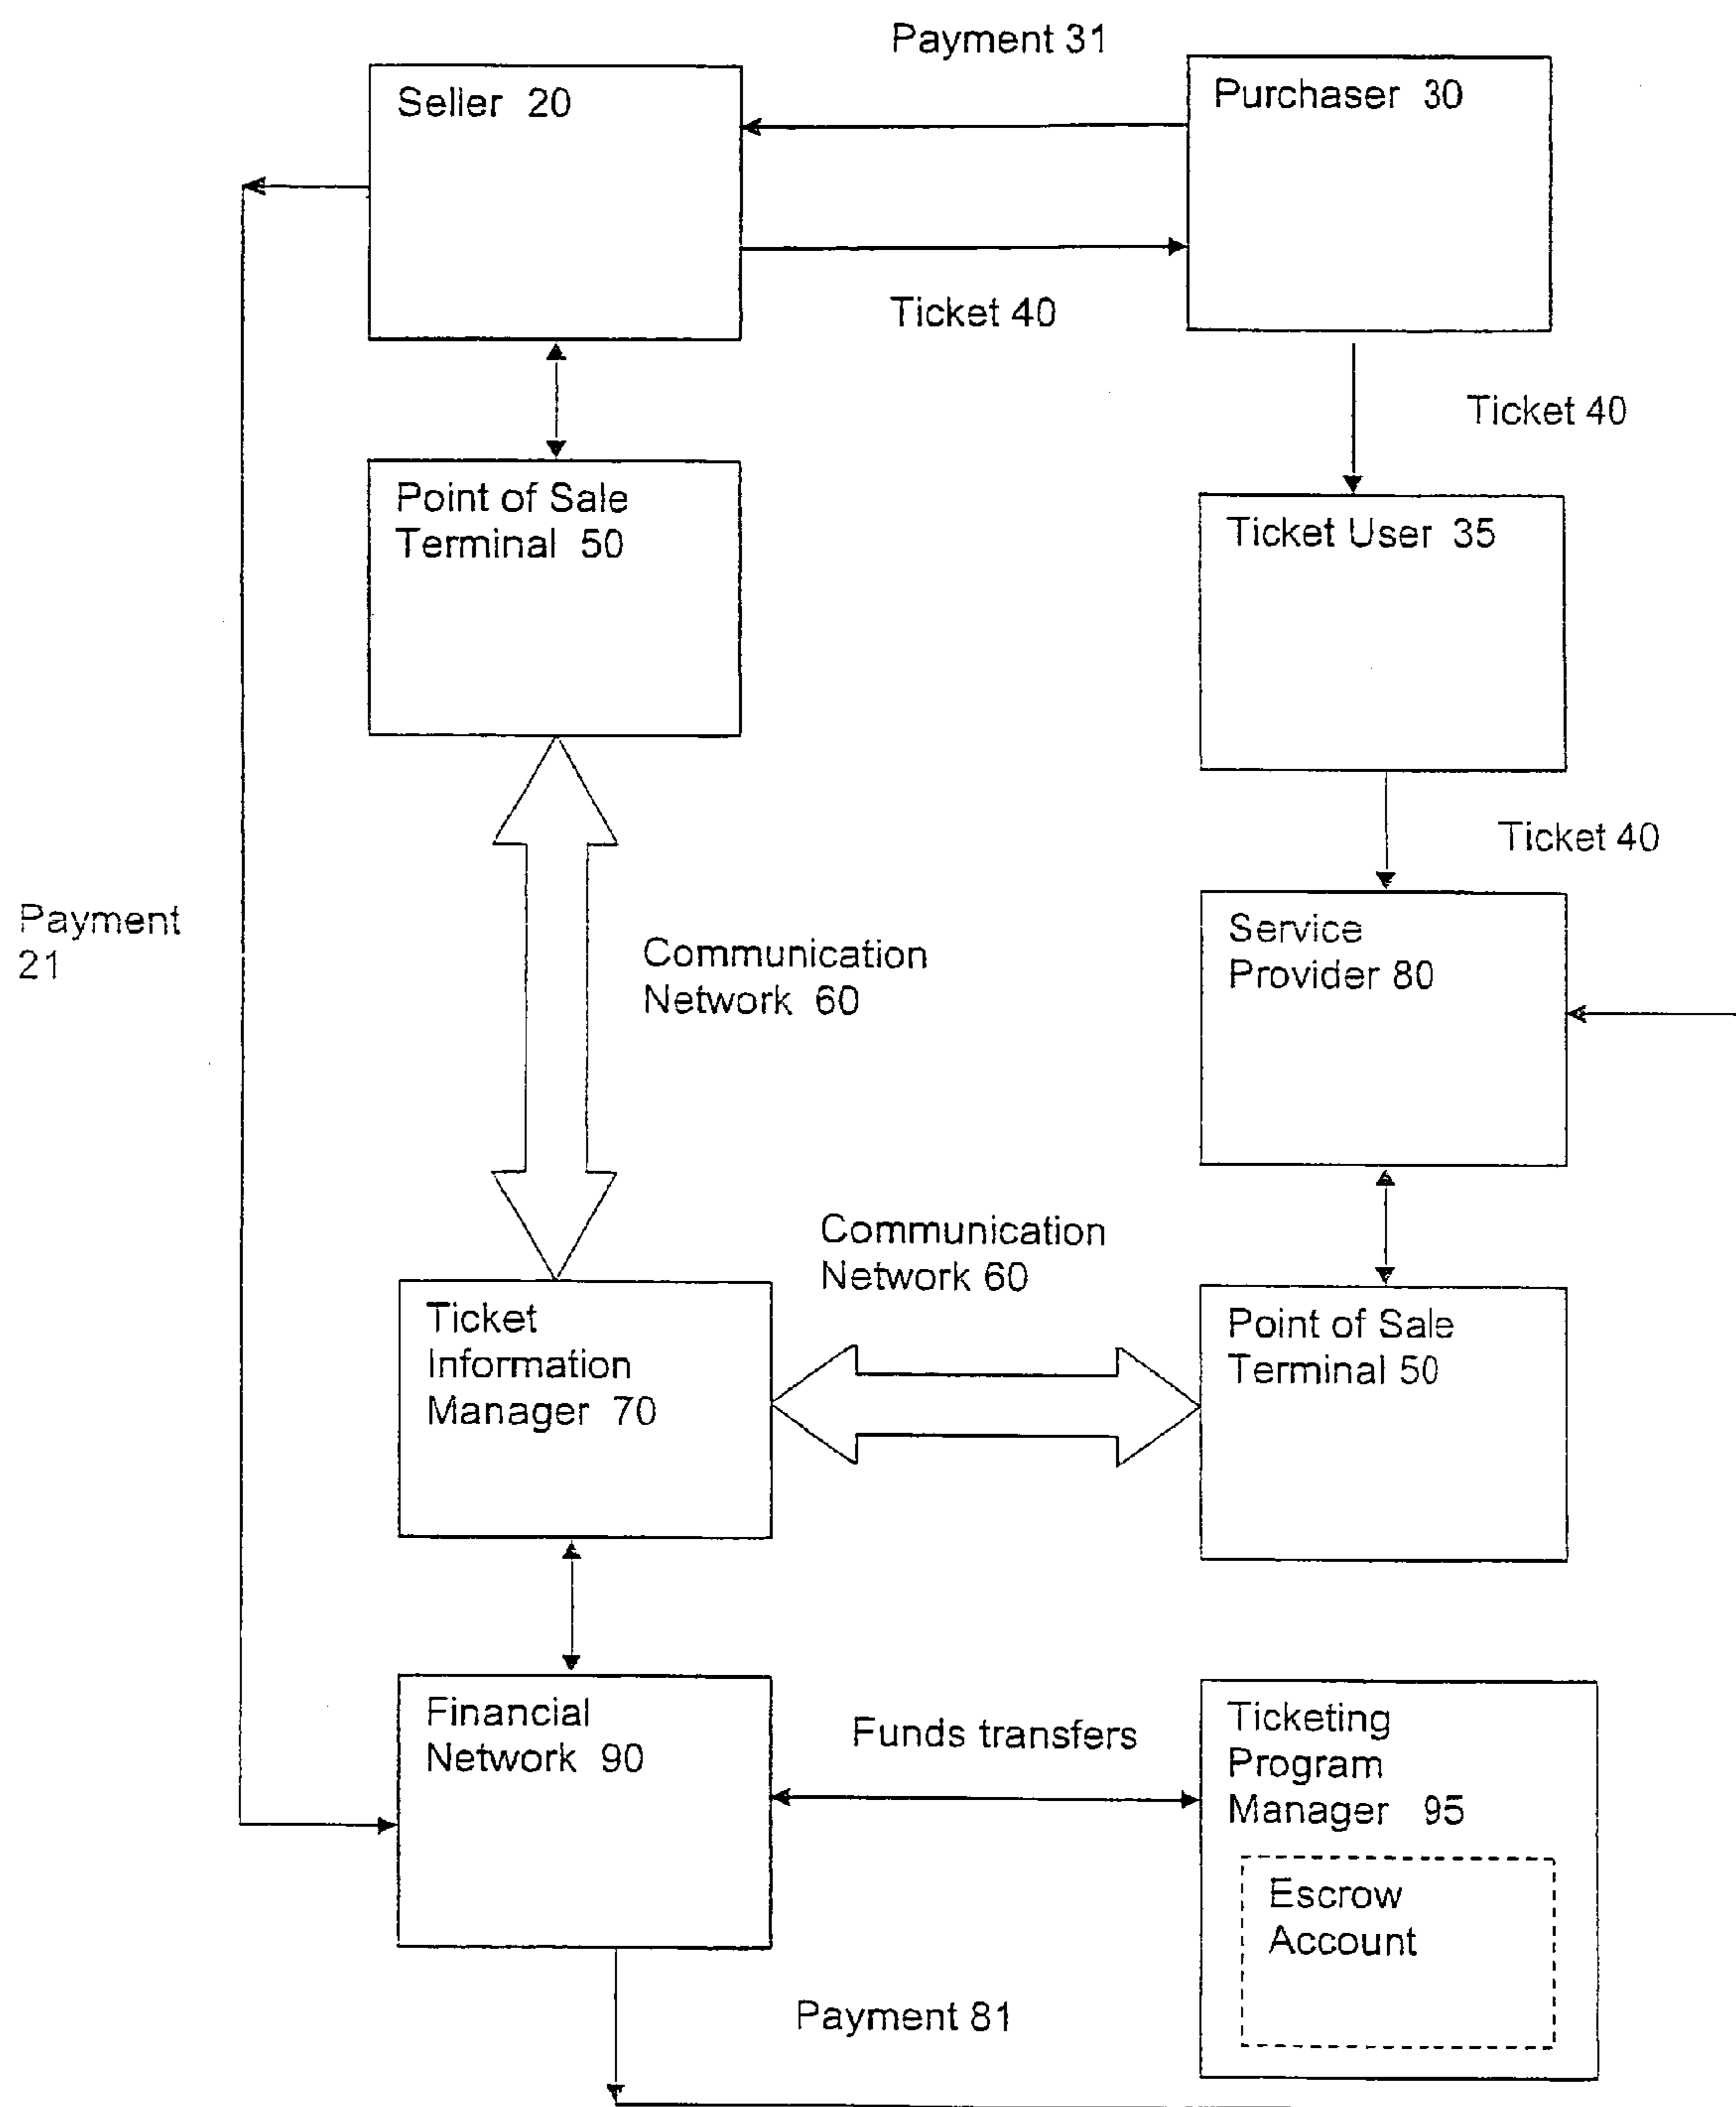 Payment 31
Seller 20
Purchaser 30
Ticket 40
Ticket 40
Point of Sale
Terminal 50
Ticket User 35
Ticket 40
Payment
21
Communication
Network 60
Service
Provider 80
Communication
Network 60
Ticket
Information
Manager 70
Point of Sale
Terminal 50
Financial
Network 90
Funds transfers
Ticketing
Program
Manager 95
Escrow
Account
Payment 81